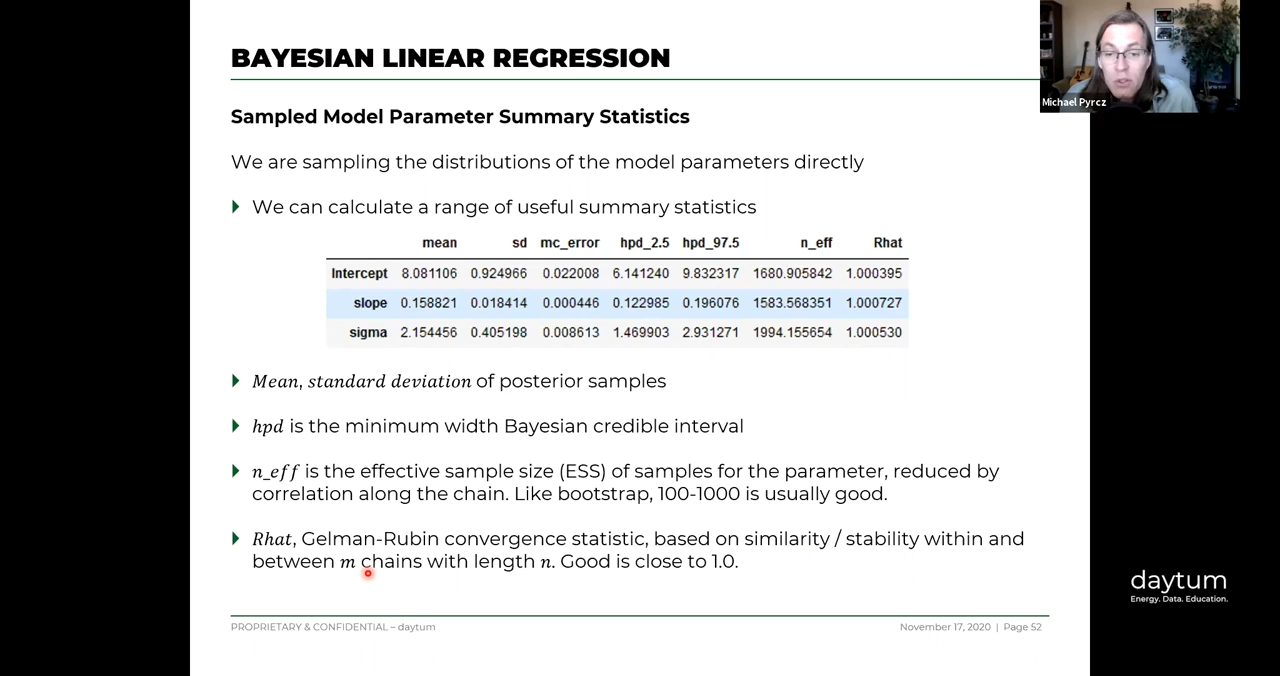 BAYESIAN LINEAR REGRESSION
Michael Pyrcz
Sampled Model Parameter Summary Statistics
We are sampling the distributions of the model parameters directly
We can calculate a range of useful summary statistics
mean sd mc_error hpd_2.5 hpd_97.5 n_eff Rhat
Intercept 8.081106 0.924966 0.022008 6.141240 9.832317 1680.905842 1.000395
slope 0.158821 0.018414 0.000446 0.122985 0.196076 1583.568351 1.000727
sigma 2.154456 0.405198 0.008613 1.469903 2.931271 1994.155654 1.000530
Mean, standard deviation of posterior samples
hpd is the minimum width Bayesian credible interval
n_eff is the effective sample size (ESS) of samples for the parameter, reduced by
correlation along the chain. Like bootstrap, 100-1000 is usually good.
Rhat, Gelman-Rubin convergence statistic, based on similarity / stability within and
between m chains with length n. Good is close to 1.0.
daytum
Energy. Data. Education.
PROPRIETARY & CONFIDENTIAL – daytum
November 17, 2020 | Page 52